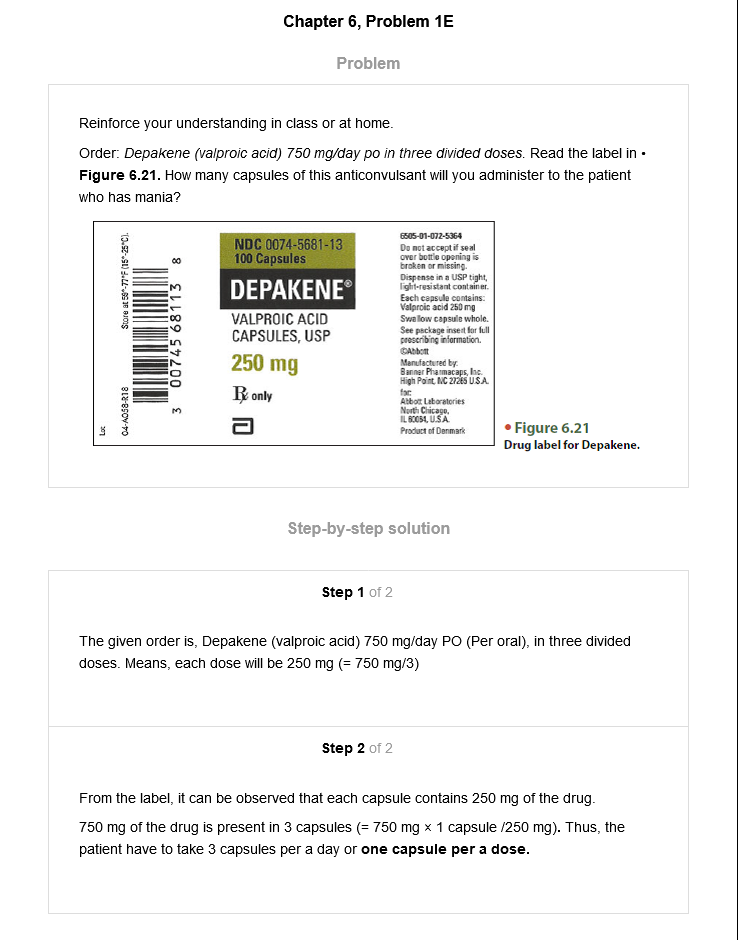 Chapter 6, Problem 1E
Problem
Reinforce your understanding in class or at home.
Order: Depakene (valproic acid) 750 mg/day po in three divided doses. Read the label in •
Figure 6.21. How many capsules of this anticonvulsant will you administer to the patient
who has mania?
Lot
04-A058-R18
Store at 59°-77°F (15°-25°C).
3 00745 68113 8
NDC 0074-5681-13
100 Capsules
DEPAKENE®
VALPROIC ACID
CAPSULES, USP
250 mg
℞ only
6505-01-072-5364
Do not accept if seal
over bottle opening is
broken or missing.
Dispense in a USP tight,
light-resistant container.
Each capsule contains:
Valproic acid 250 mg
Swallow capsule whole.
See package insert for full
prescribing information.
©Abbott
Manufactured by:
Banner Pharmacaps, Inc.
High Point, NC 27265 U.S.A.
for:
Abbott Laboratories
North Chicago,
IL 60064, U.S.A.
Product of Denmark
• Figure 6.21
Drug label for Depakene.
Step-by-step solution
Step 1 of 2
The given order is, Depakene (valproic acid) 750 mg/day PO (Per oral), in three divided
doses. Means, each dose will be 250 mg (= 750 mg/3)
Step 2 of 2
From the label, it can be observed that each capsule contains 250 mg of the drug.
750 mg of the drug is present in 3 capsules (= 750 mg × 1 capsule /250 mg). Thus, the
patient have to take 3 capsules per a day or one capsule per a dose.